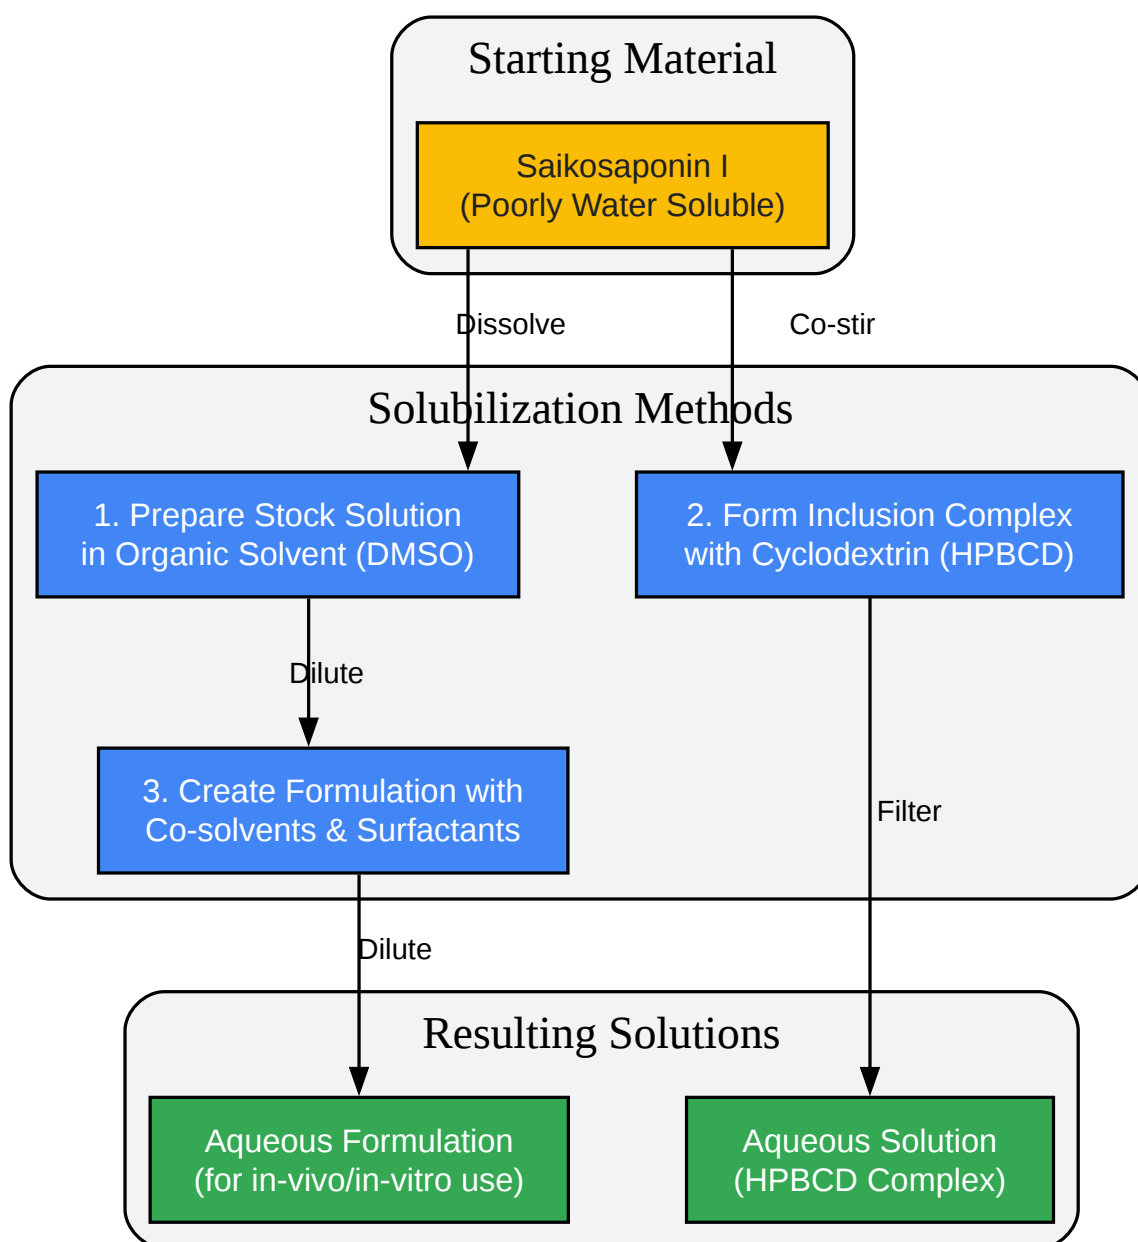 Starting Material
Saikosaponin I
(Poorly Water Soluble)
Dissolve
Co-stir
Solubilization Methods
1. Prepare Stock Solution
in Organic Solvent (DMSO)
2. Form Inclusion Complex
with Cyclodextrin (HPBCD)
Dilute
3. Create Formulation with
Co-solvents & Surfactants
Filter
Dilute
Resulting Solutions
Aqueous Formulation
(for in-vivo/in-vitro use)
Aqueous Solution
(HPBCD Complex)